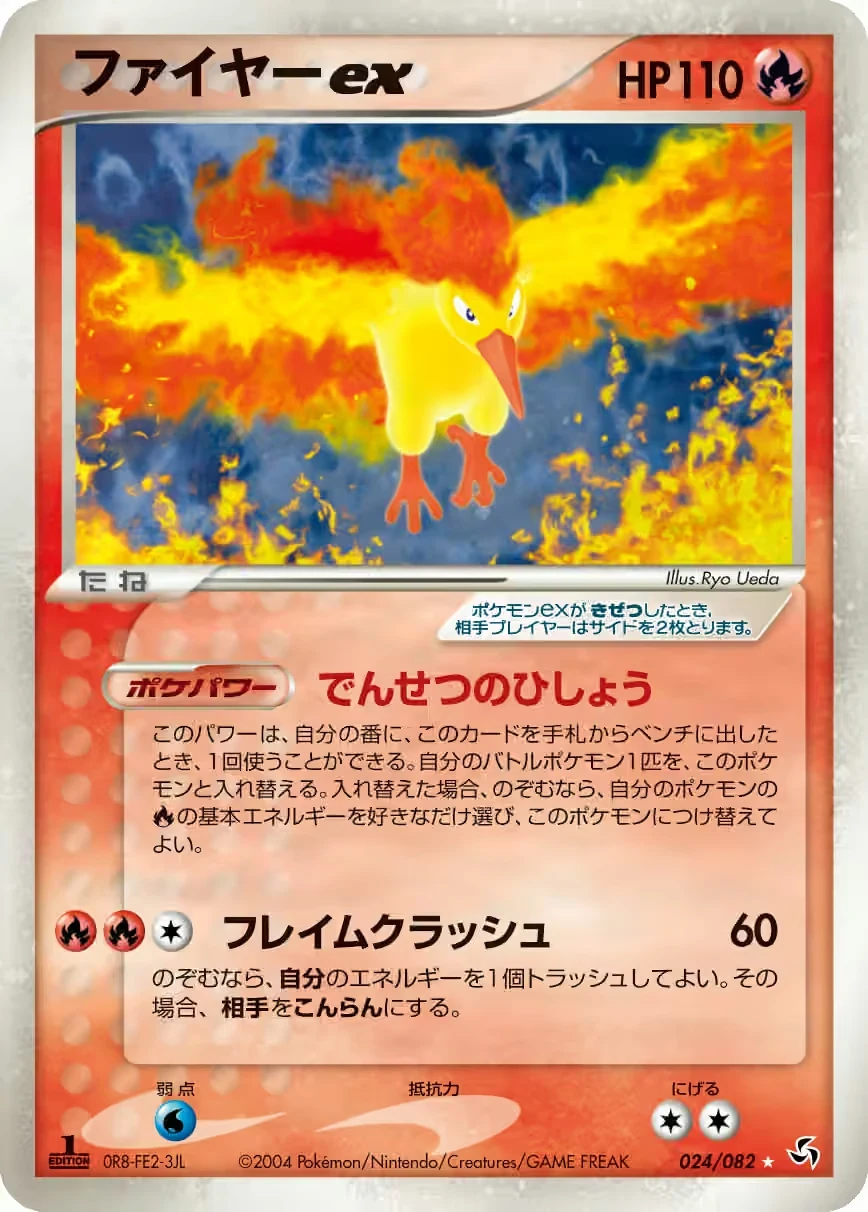 ファイヤーex HP110
たね Illus.Ryo Ueda
ポケモンexが きぜつしたとき、
相手プレイヤーはサイドを2枚とります。
ポケパワー でんせつのひしょう
このパワーは、自分の番に、このカードを手札からベンチに出した
とき、1回使うことができる。自分のバトルポケモン1匹を、このポケ
モンと入れ替える。入れ替えた場合、のぞむなら、自分のポケモンの
の基本エネルギーを好きなだけ選び、このポケモンにつけ替えて
よい。
フレイムクラッシュ 60
のぞむなら、自分のエネルギーを1個トラッシュしてよい。その
場合、相手をこんらんにする。
弱点 抵抗力 にげる
1 EDITION 0R8-FE2-3JL ©2004 Pokémon/Nintendo/Creatures/GAME FREAK 024/082 ★